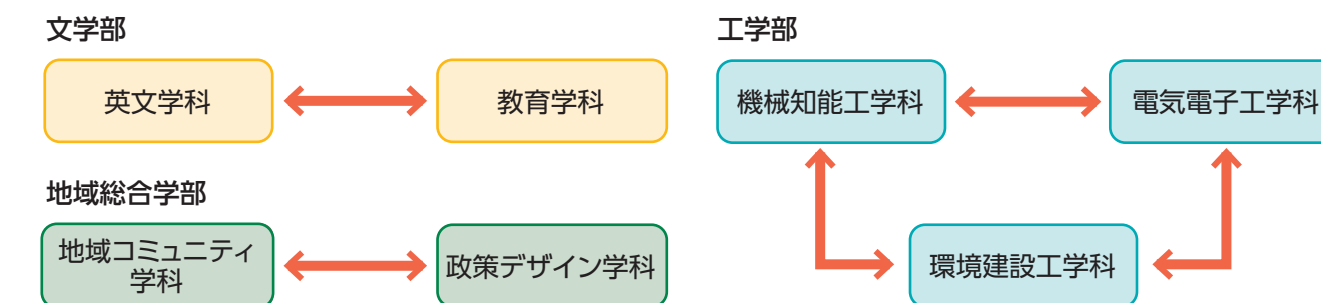 文学部
英文学科
教育学科
地域総合学部
地域コミュニティ
学科
政策デザイン学科
工学部
機械知能工学科
電気電子工学科
環境建設工学科